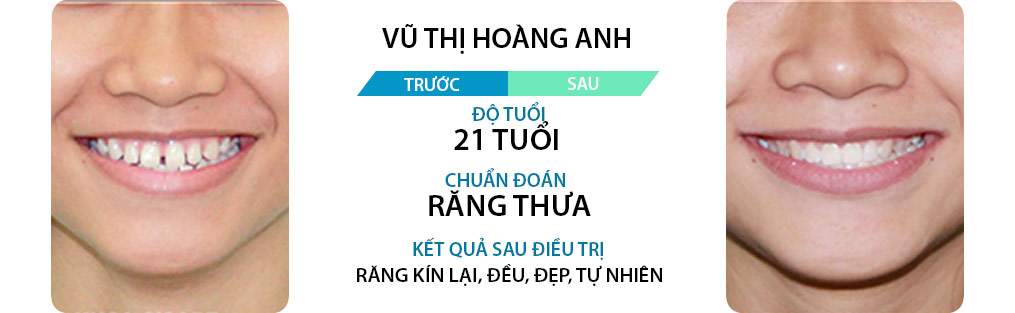 VŨ THỊ HOÀNG ANH
TRƯỚC SAU
ĐỘ TUỔI
21 TUỔI
CHUẨN ĐOÁN
RĂNG THƯA
KẾT QUẢ SAU ĐIỀU TRỊ
RĂNG KÍN LẠI, ĐỀU, ĐẸP, TỰ NHIÊN